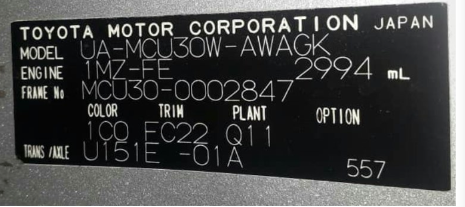 TOYOTA MOTOR CORPORATION JAPAN
MODEL UA-MCU30W-AWAGK
ENGINE 1MZ-FE 2994 mL
FRAME No MCU30-0002847
COLOR TRIM PLANT OPTION
1C0 FC22 Q11
TRANS/AXLE U151E -01A
557